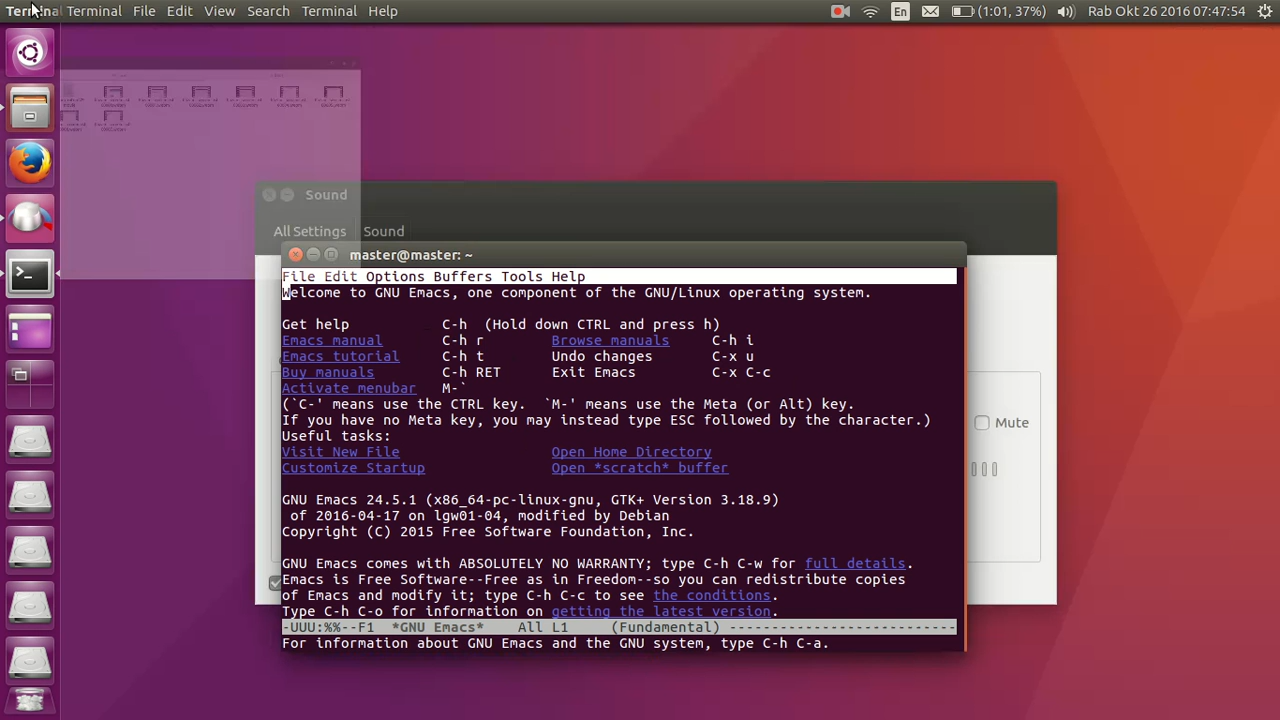 Terminal Terminal File Edit View Search Terminal Help
En (1:01, 37%) Rab Okt 26 2016 07:47:54
Sound
All Settings Sound
master@master: ~
File Edit Options Buffers Tools Help
Welcome to GNU Emacs, one component of the GNU/Linux operating system.
Get help C-h (Hold down CTRL and press h)
Emacs manual C-h r Browse manuals C-h i
Emacs tutorial C-h t Undo changes C-x u
Buy manuals C-h RET Exit Emacs C-x C-c
Activate menubar M-`
(`C-' means use the CTRL key. `M-' means use the Meta (or Alt) key.
If you have no Meta key, you may instead type ESC followed by the character.)
Useful tasks:
Visit New File Open Home Directory
Customize Startup Open *scratch* buffer
Mute
GNU Emacs 24.5.1 (x86_64-pc-linux-gnu, GTK+ Version 3.18.9)
of 2016-04-17 on lgw01-04, modified by Debian
Copyright (C) 2015 Free Software Foundation, Inc.
GNU Emacs comes with ABSOLUTELY NO WARRANTY; type C-h C-w for full details.
Emacs is Free Software--Free as in Freedom--so you can redistribute copies
of Emacs and modify it; type C-h C-c to see the conditions.
Type C-h C-o for information on getting the latest version.
-UUU:%%--F1 *GNU Emacs* All L1 (Fundamental) --------------------------
For information about GNU Emacs and the GNU system, type C-h C-a.